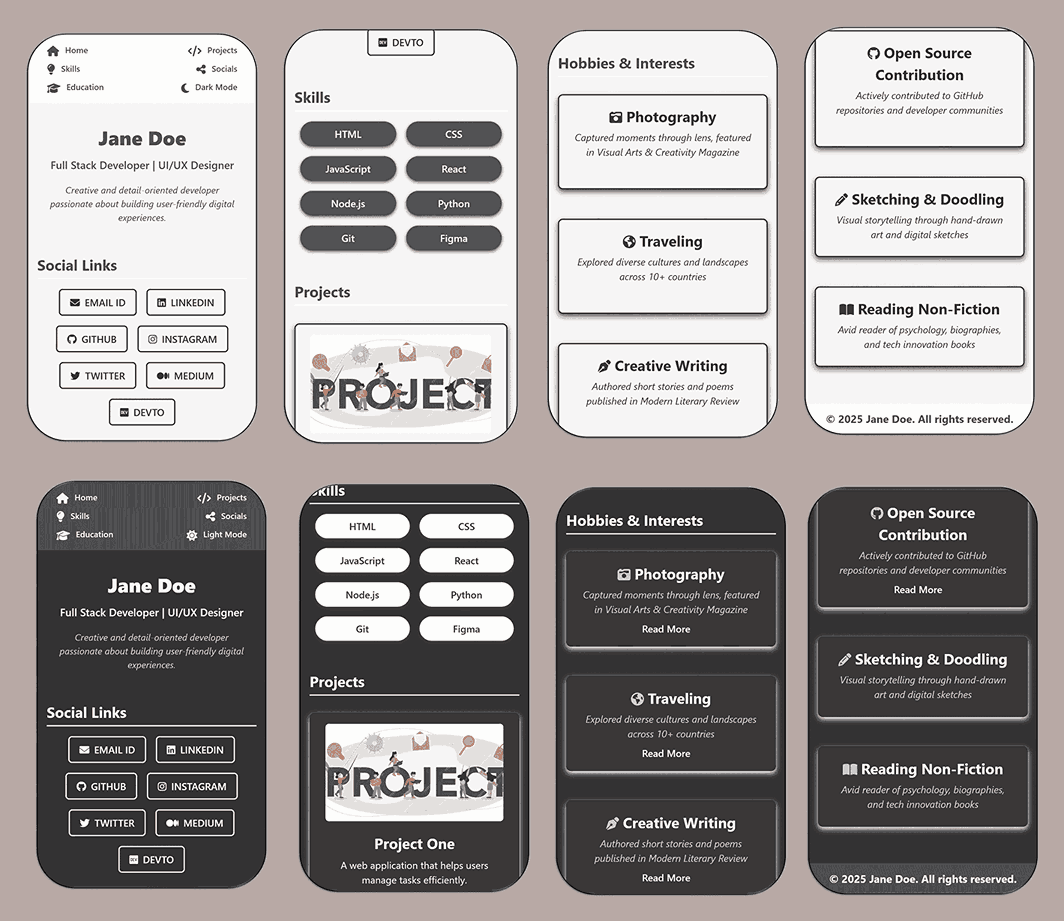 Home
Projects
Skills
Socials
Education
Dark Mode
Jane Doe
Full Stack Developer | UI/UX Designer
Creative and detail-oriented developer
passionate about building user-friendly digital
experiences.
Social Links
EMAIL ID
LINKEDIN
GITHUB
INSTAGRAM
TWITTER
MEDIUM
DEVTO
DEVTO
Skills
HTML
CSS
JavaScript
React
Node.js
Python
Git
Figma
Projects
PROJECT
Hobbies & Interests
Photography
Captured moments through lens, featured
in Visual Arts & Creativity Magazine
Traveling
Explored diverse cultures and landscapes
across 10+ countries
Creative Writing
Authored short stories and poems
published in Modern Literary Review
Open Source
Contribution
Actively contributed to GitHub
repositories and developer communities
Sketching & Doodling
Visual storytelling through hand-drawn
art and digital sketches
Reading Non-Fiction
Avid reader of psychology, biographies,
and tech innovation books
© 2025 Jane Doe. All rights reserved.
Home
Projects
Skills
Socials
Education
Light Mode
Jane Doe
Full Stack Developer | UI/UX Designer
Creative and detail-oriented developer
passionate about building user-friendly digital
experiences.
Social Links
EMAIL ID
LINKEDIN
GITHUB
INSTAGRAM
TWITTER
MEDIUM
DEVTO
Skills
HTML
CSS
JavaScript
React
Node.js
Python
Git
Figma
Projects
PROJECT
Project One
A web application that helps users
manage tasks efficiently.
Hobbies & Interests
Photography
Captured moments through lens, featured
in Visual Arts & Creativity Magazine
Read More
Traveling
Explored diverse cultures and landscapes
across 10+ countries
Read More
Creative Writing
Authored short stories and poems
published in Modern Literary Review
Read More
Open Source
Contribution
Actively contributed to GitHub
repositories and developer communities
Read More
Sketching & Doodling
Visual storytelling through hand-drawn
art and digital sketches
Reading Non-Fiction
Avid reader of psychology, biographies,
and tech innovation books
© 2025 Jane Doe. All rights reserved.